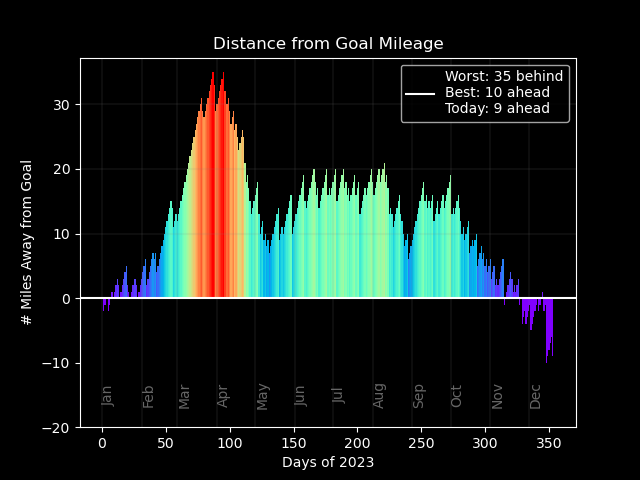 Distance from Goal Mileage
Worst: 35 behind
Best: 10 ahead
Today: 9 ahead
# Miles Away from Goal
30
20
10
0
−10
−20
Jan
Feb
Mar
Apr
May
Jun
Jul
Aug
Sep
Oct
Nov
Dec
0 50 100 150 200 250 300 350
Days of 2023